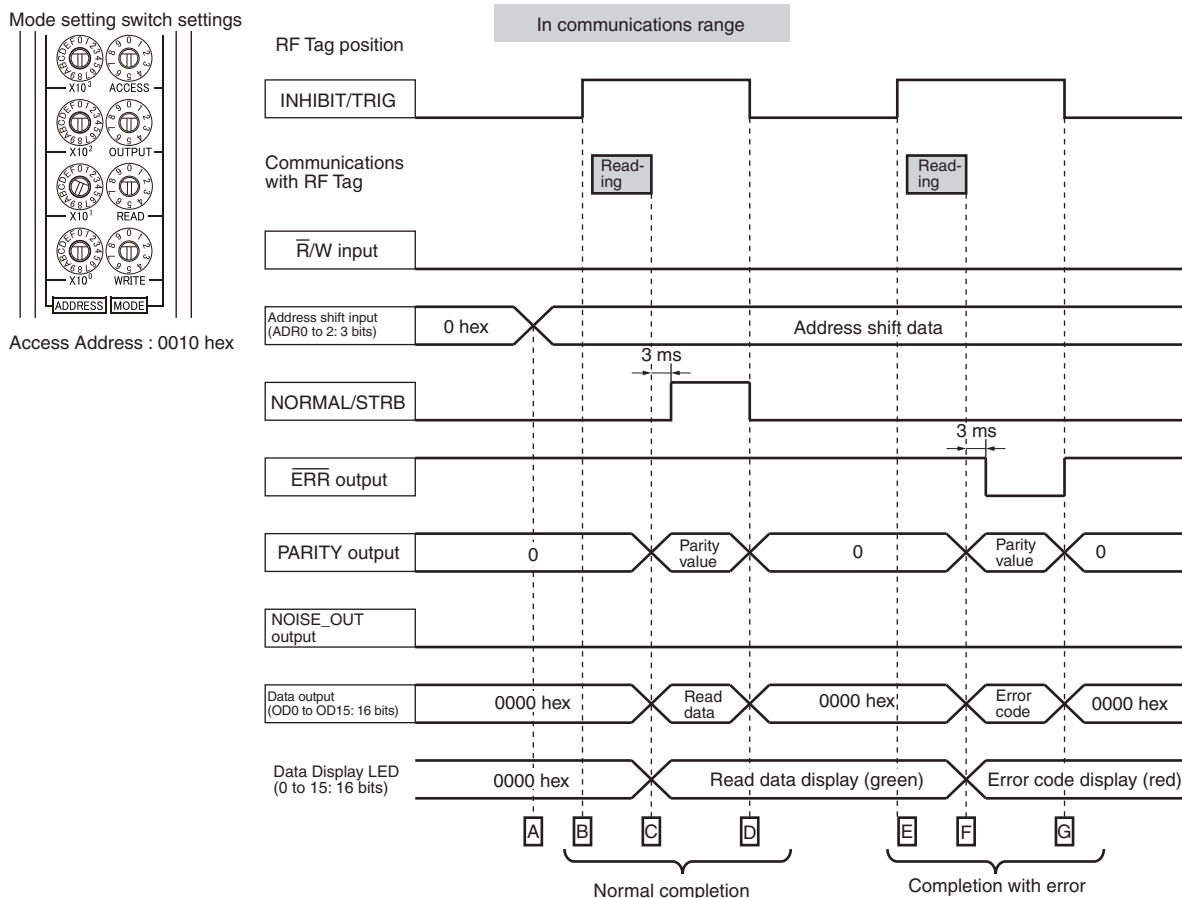 Mode setting switch settings
X10³ ACCESS
X10² OUTPUT
X10¹ READ
X10⁰ WRITE
ADDRESS MODE
Access Address : 0010 hex
In communications range
RF Tag position
INHIBIT/TRIG
Communications
with RF Tag
Read-
ing
Read-
ing
R̅/W input
Address shift input
(ADR0 to 2: 3 bits)
0 hex
Address shift data
3 ms
NORMAL/STRB
3 ms
E̅R̅R̅ output
PARITY output
0
Parity
value
0
Parity
value
0
NOISE_OUT
output
Data output
(OD0 to OD15: 16 bits)
0000 hex
Read
data
0000 hex
Error
code
0000 hex
Data Display LED
(0 to 15: 16 bits)
0000 hex
Read data display (green)
Error code display (red)
A B C D E F G
Normal completion
Completion with error